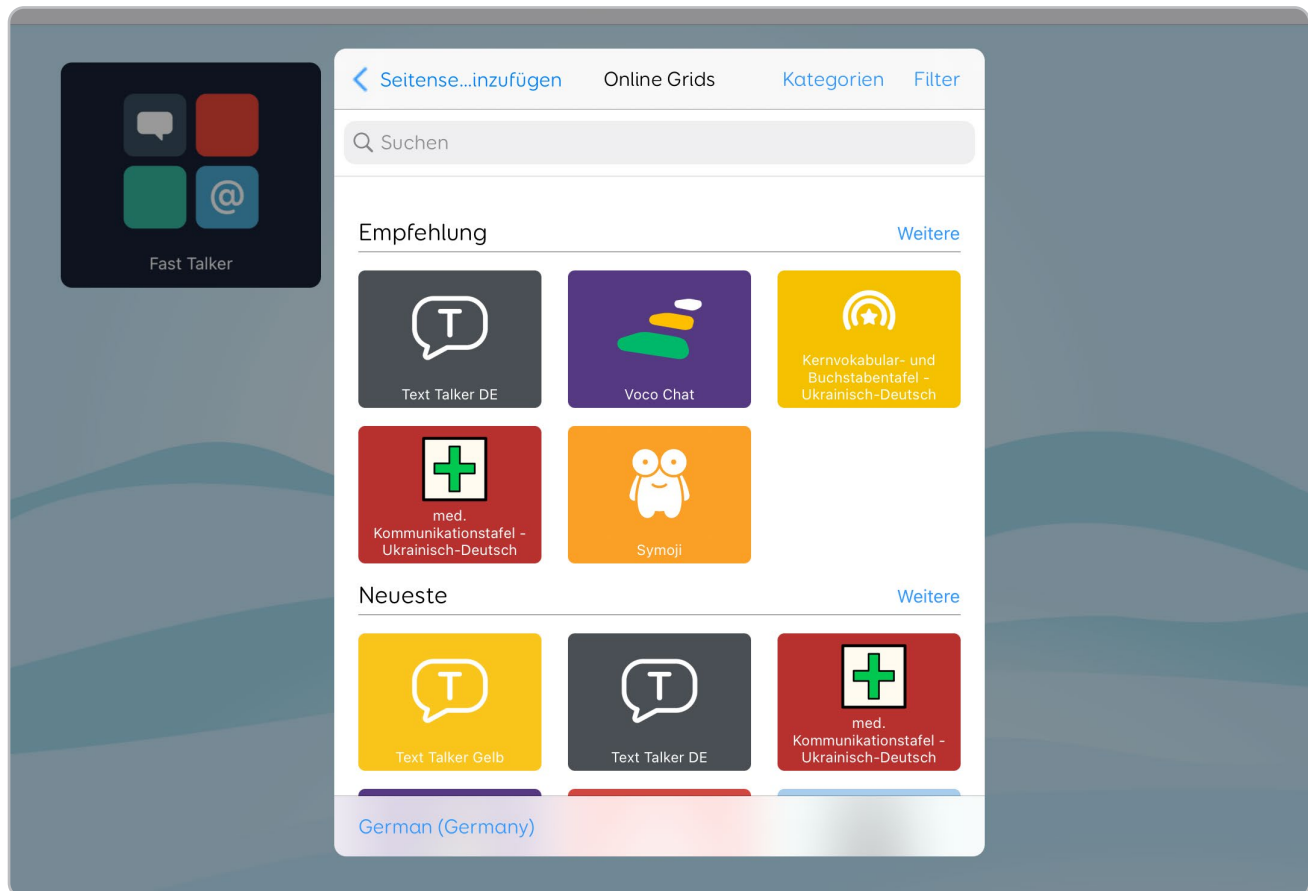 Seitense...inzufügen Online Grids Kategorien Filter
Suchen
@
Fast Talker
Empfehlung Weitere
T
Text Talker DE
Voco Chat
Kernvokabular- und
Buchstabentafel -
Ukrainisch-Deutsch
med.
Kommunikationstafel -
Ukrainisch-Deutsch
Symoji
Neueste Weitere
T
Text Talker Gelb
T
Text Talker DE
med.
Kommunikationstafel -
Ukrainisch-Deutsch
German (Germany)